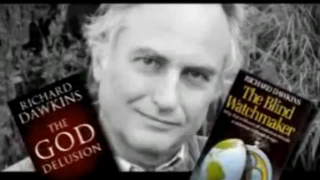 RICHARD
DAWKINS
THE
GOD
DELUSION
RICHARD DAWKINS
The Blind
Watchmaker